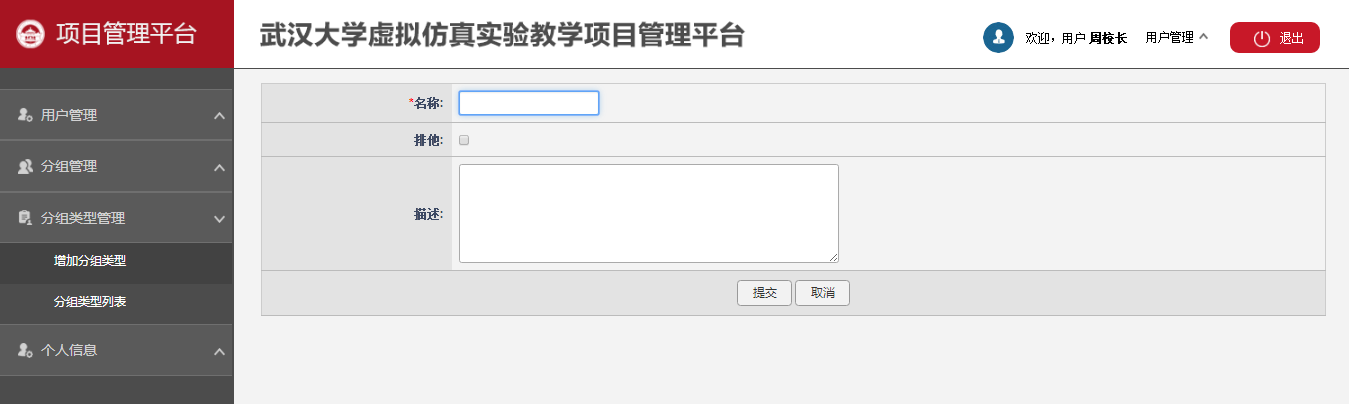 项目管理平台
武汉大学虚拟仿真实验教学项目管理平台
欢迎，用户 周校长 用户管理 退出
用户管理
分组管理
分组类型管理
增加分组类型
分组类型列表
个人信息
*名称:
排他:
描述:
提交 取消